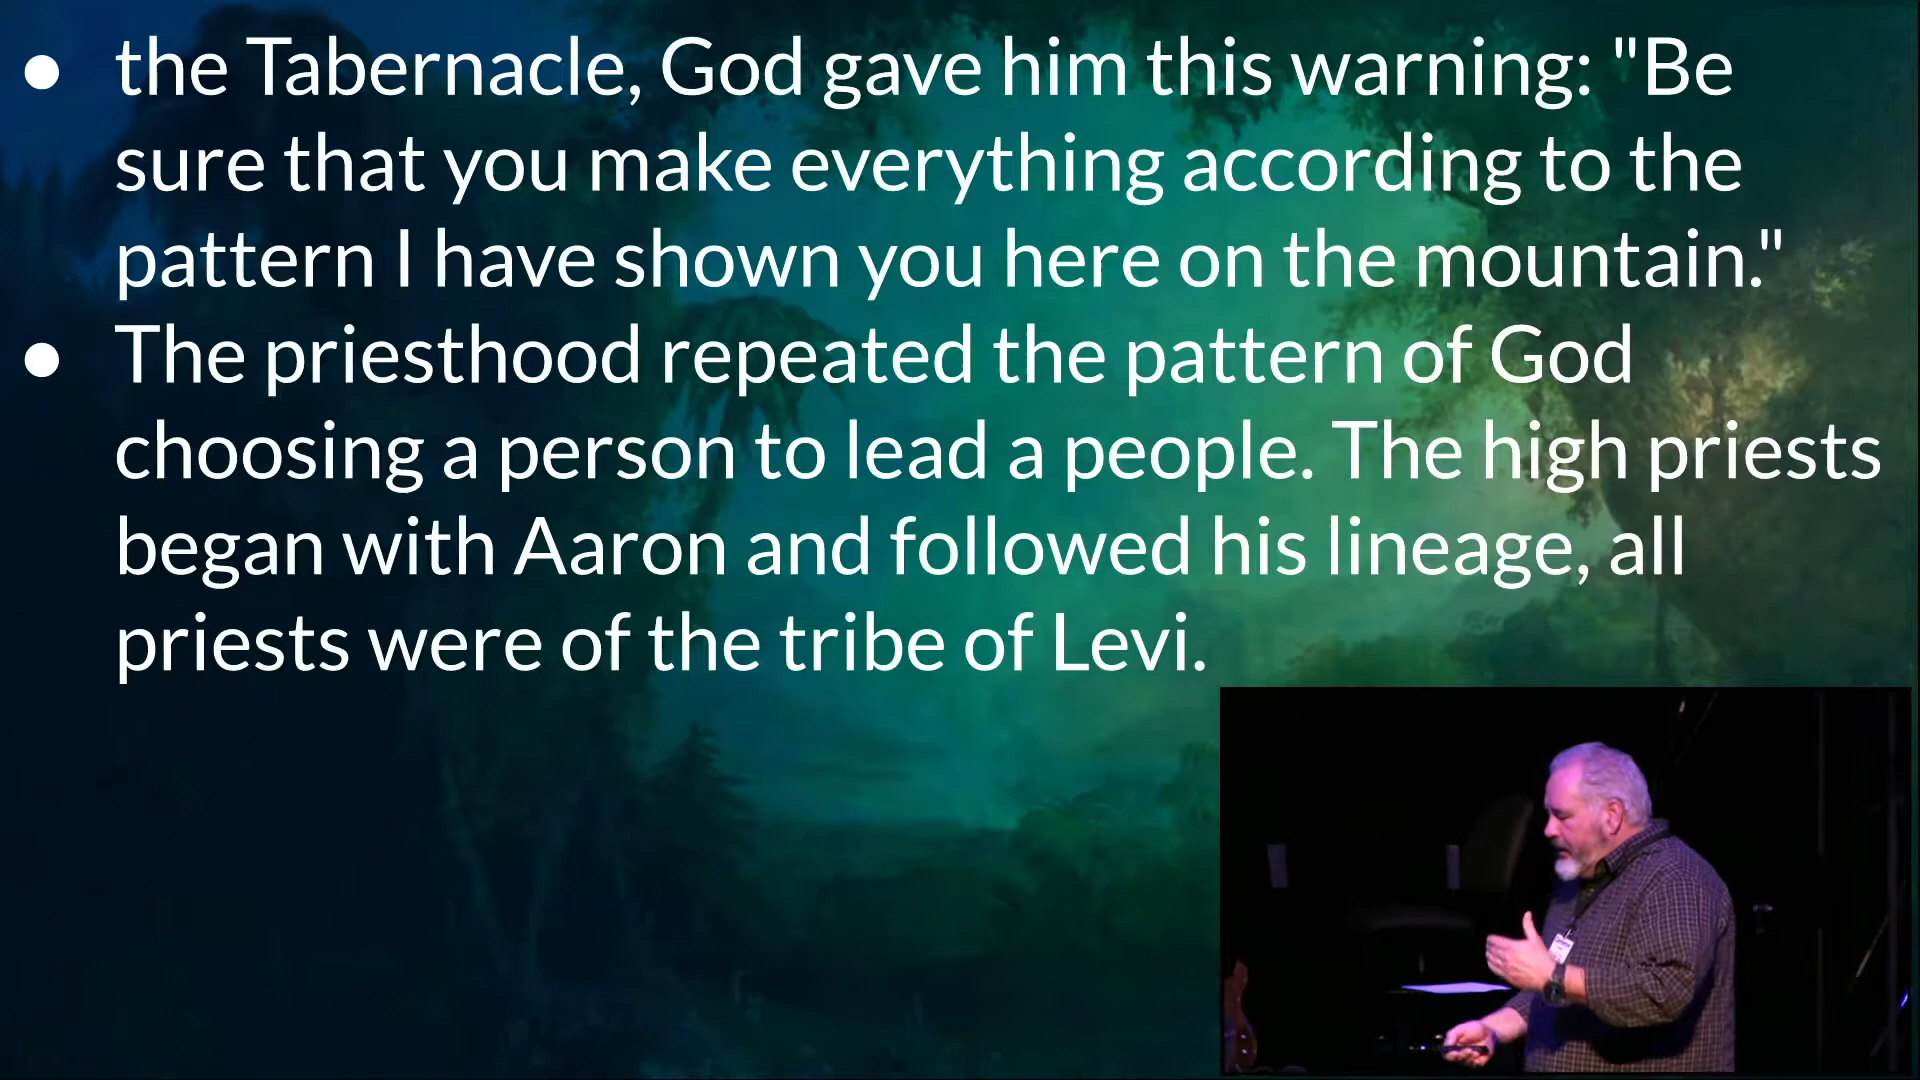 ● the Tabernacle, God gave him this warning: "Be
sure that you make everything according to the
pattern I have shown you here on the mountain."
● The priesthood repeated the pattern of God
choosing a person to lead a people. The high priests
began with Aaron and followed his lineage, all
priests were of the tribe of Levi.